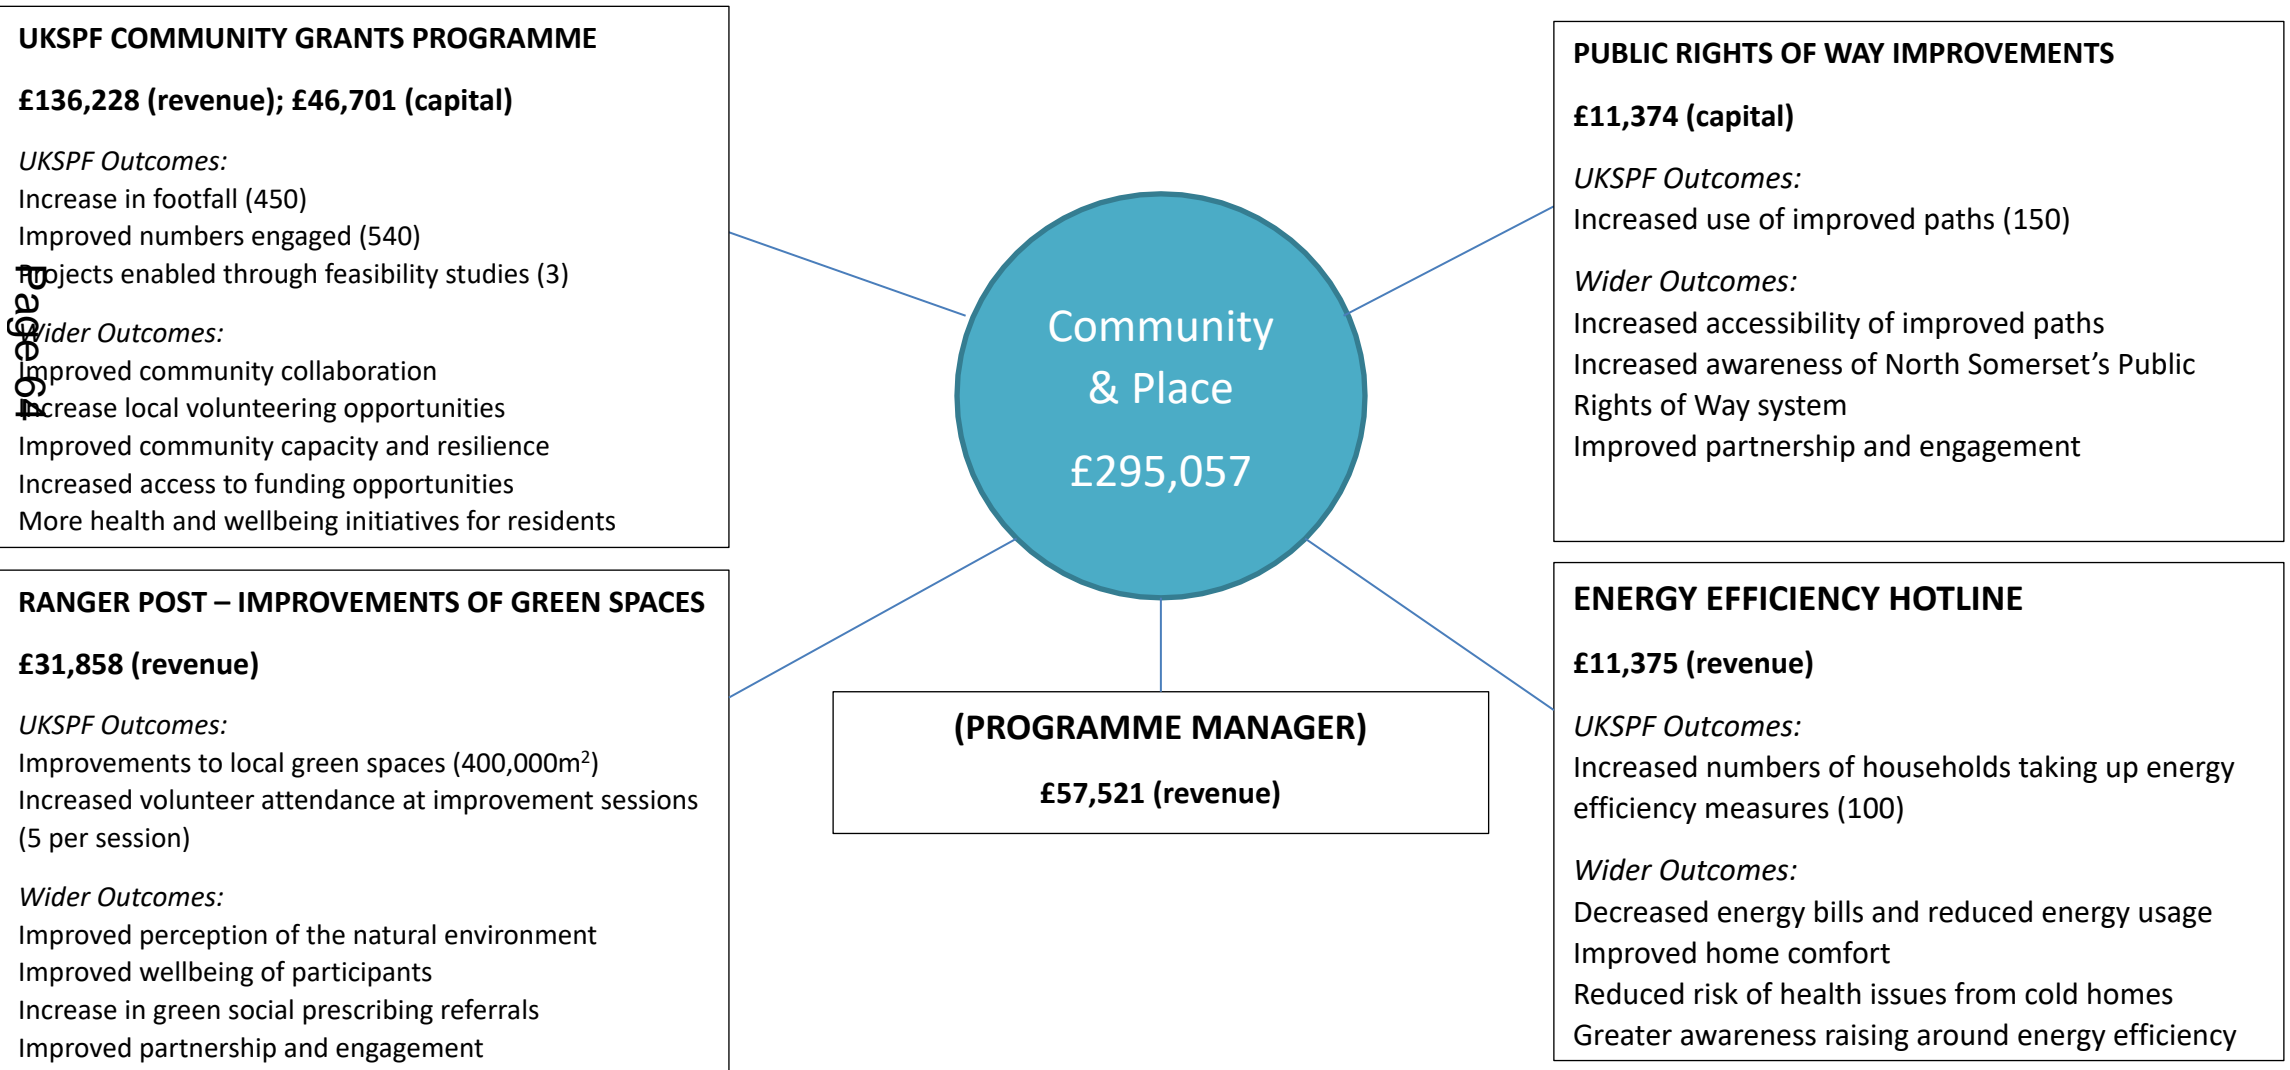 UKSPF COMMUNITY GRANTS PROGRAMME
£136,228 (revenue); £46,701 (capital)
UKSPF Outcomes:
Increase in footfall (450)
Improved numbers engaged (540)
Projects enabled through feasibility studies (3)
Wider Outcomes:
Improved community collaboration
Increase local volunteering opportunities
Improved community capacity and resilience
Increased access to funding opportunities
More health and wellbeing initiatives for residents
Page 64
RANGER POST – IMPROVEMENTS OF GREEN SPACES
£31,858 (revenue)
UKSPF Outcomes:
Improvements to local green spaces (400,000m²)
Increased volunteer attendance at improvement sessions
(5 per session)
Wider Outcomes:
Improved perception of the natural environment
Improved wellbeing of participants
Increase in green social prescribing referrals
Improved partnership and engagement
Community
& Place
£295,057
(PROGRAMME MANAGER)
£57,521 (revenue)
PUBLIC RIGHTS OF WAY IMPROVEMENTS
£11,374 (capital)
UKSPF Outcomes:
Increased use of improved paths (150)
Wider Outcomes:
Increased accessibility of improved paths
Increased awareness of North Somerset’s Public
Rights of Way system
Improved partnership and engagement
ENERGY EFFICIENCY HOTLINE
£11,375 (revenue)
UKSPF Outcomes:
Increased numbers of households taking up energy
efficiency measures (100)
Wider Outcomes:
Decreased energy bills and reduced energy usage
Improved home comfort
Reduced risk of health issues from cold homes
Greater awareness raising around energy efficiency